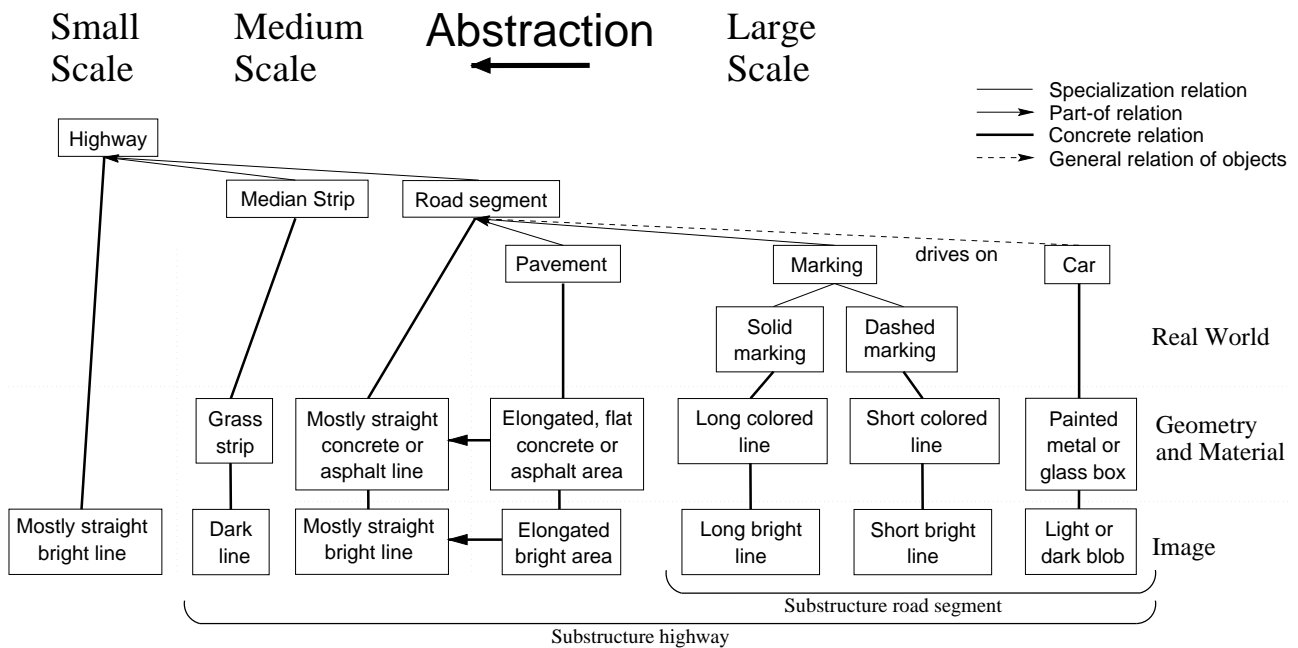 Small
Scale
Medium
Scale
Abstraction
Large
Scale
Specialization relation
Part-of relation
Concrete relation
General relation of objects
Highway
Median Strip
Road segment
Pavement
Marking
drives on
Car
Solid
marking
Dashed
marking
Real World
Grass
strip
Mostly straight
concrete or
asphalt line
Elongated, flat
concrete or
asphalt area
Long colored
line
Short colored
line
Painted
metal or
glass box
Geometry
and Material
Mostly straight
bright line
Dark
line
Mostly straight
bright line
Elongated
bright area
Long bright
line
Short bright
line
Light or
dark blob
Image
Substructure road segment
Substructure highway